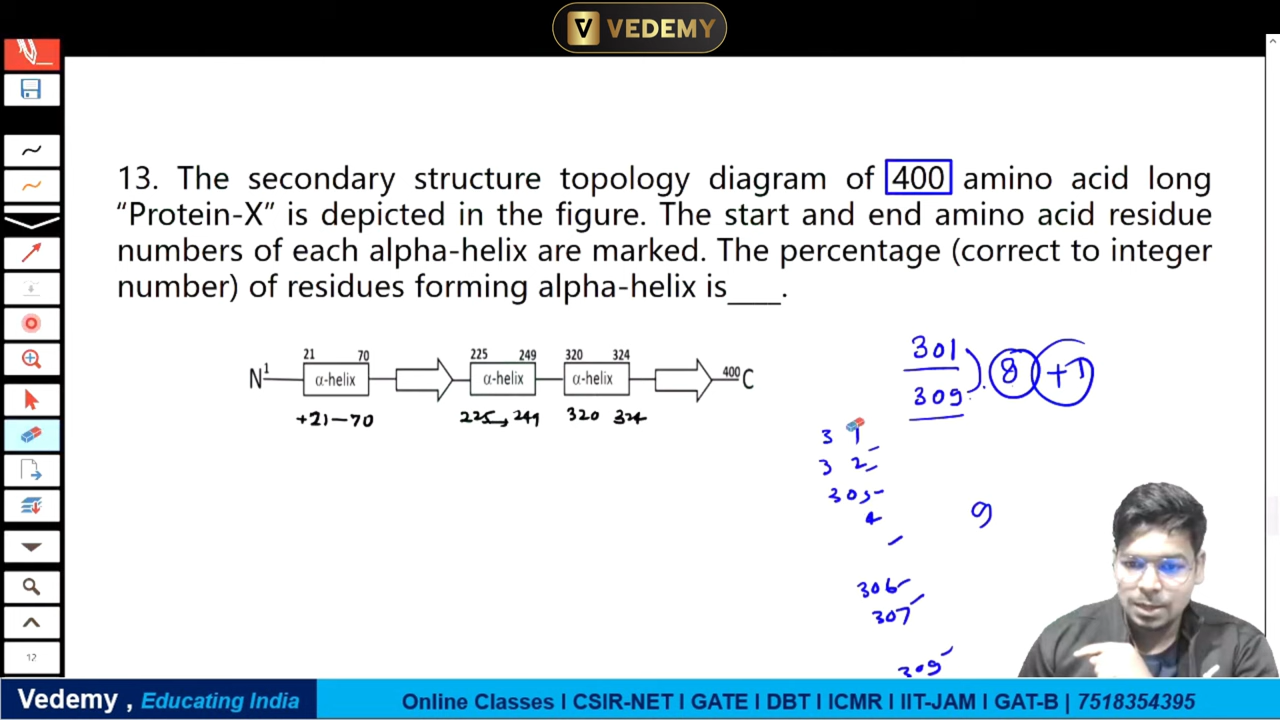 V VEDEMY
13. The secondary structure topology diagram of 400 amino acid long
“Protein-X” is depicted in the figure. The start and end amino acid residue
numbers of each alpha-helix are marked. The percentage (correct to integer
number) of residues forming alpha-helix is____.
21 70 225 249 320 324
N 1 α-helix α-helix α-helix 400 C
+21-70 225, 249 320 324
301
309
8 +1
3 1
3 2
303
4
9
306
307
309
12
Vedemy , Educating India
Online Classes I CSIR-NET I GATE I DBT I ICMR I IIT-JAM I GAT-B | 7518354395